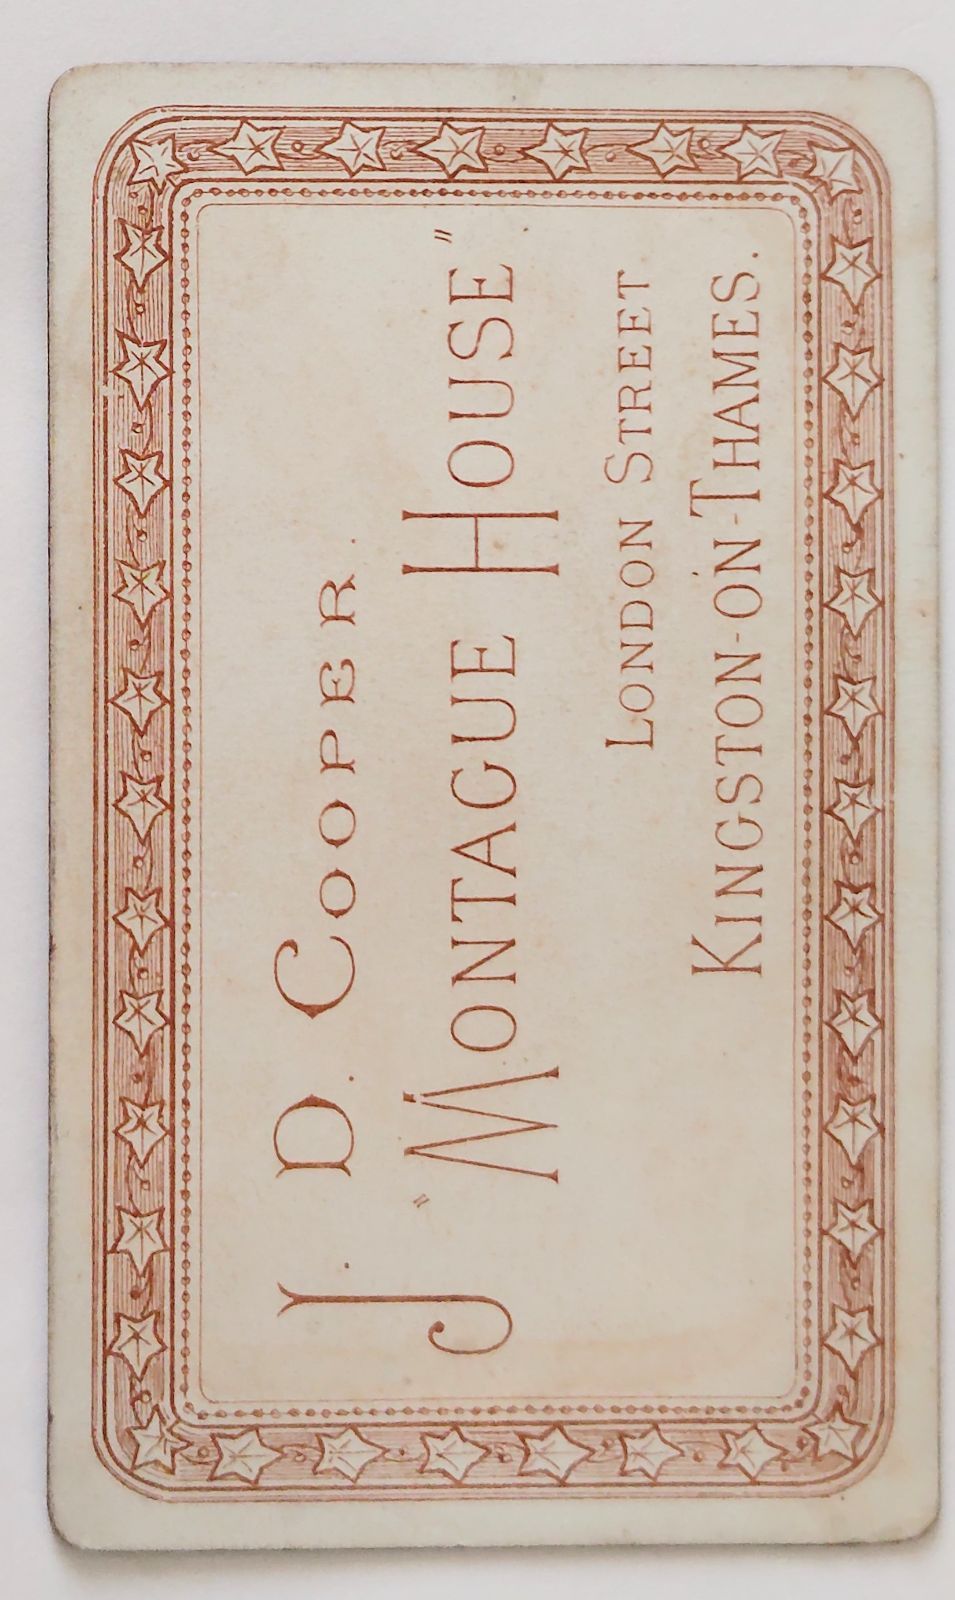 J. D. COOPER.
"MONTAGUE HOUSE"
LONDON STREET
KINGSTON-ON-THAMES.